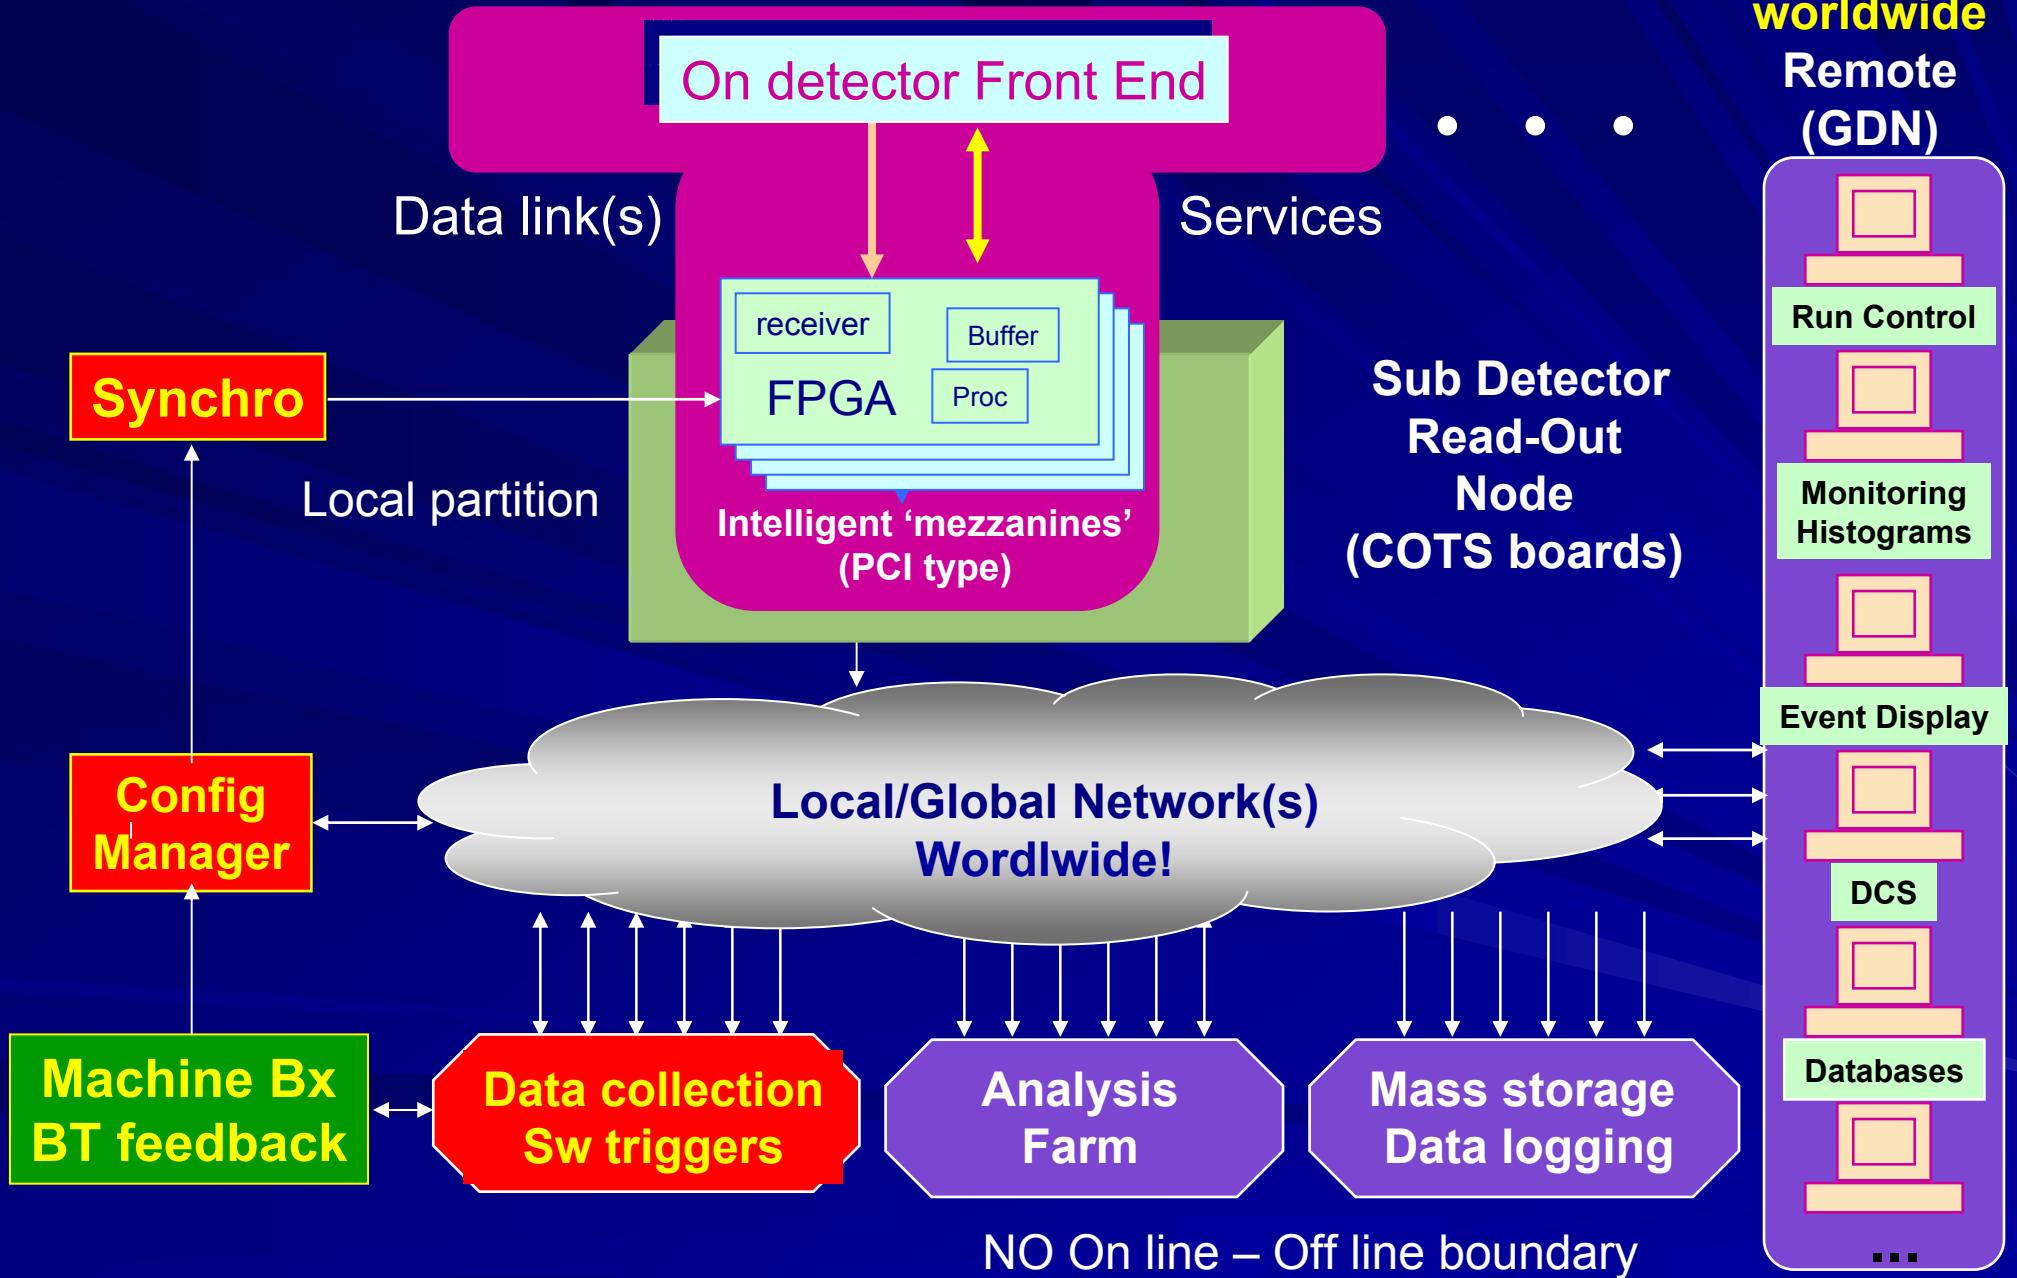 worldwide
Remote
(GDN)
On detector Front End
• • •
Data link(s)
Services
receiver
Buffer
FPGA
Proc
Intelligent ‘mezzanines’
(PCI type)
Synchro
Local partition
Sub Detector
Read-Out
Node
(COTS boards)
Run Control
Monitoring
Histograms
Event Display
DCS
Databases
...
Config
Manager
Local/Global Network(s)
Wordlwide!
Machine Bx
BT feedback
Data collection
Sw triggers
Analysis
Farm
Mass storage
Data logging
NO On line – Off line boundary